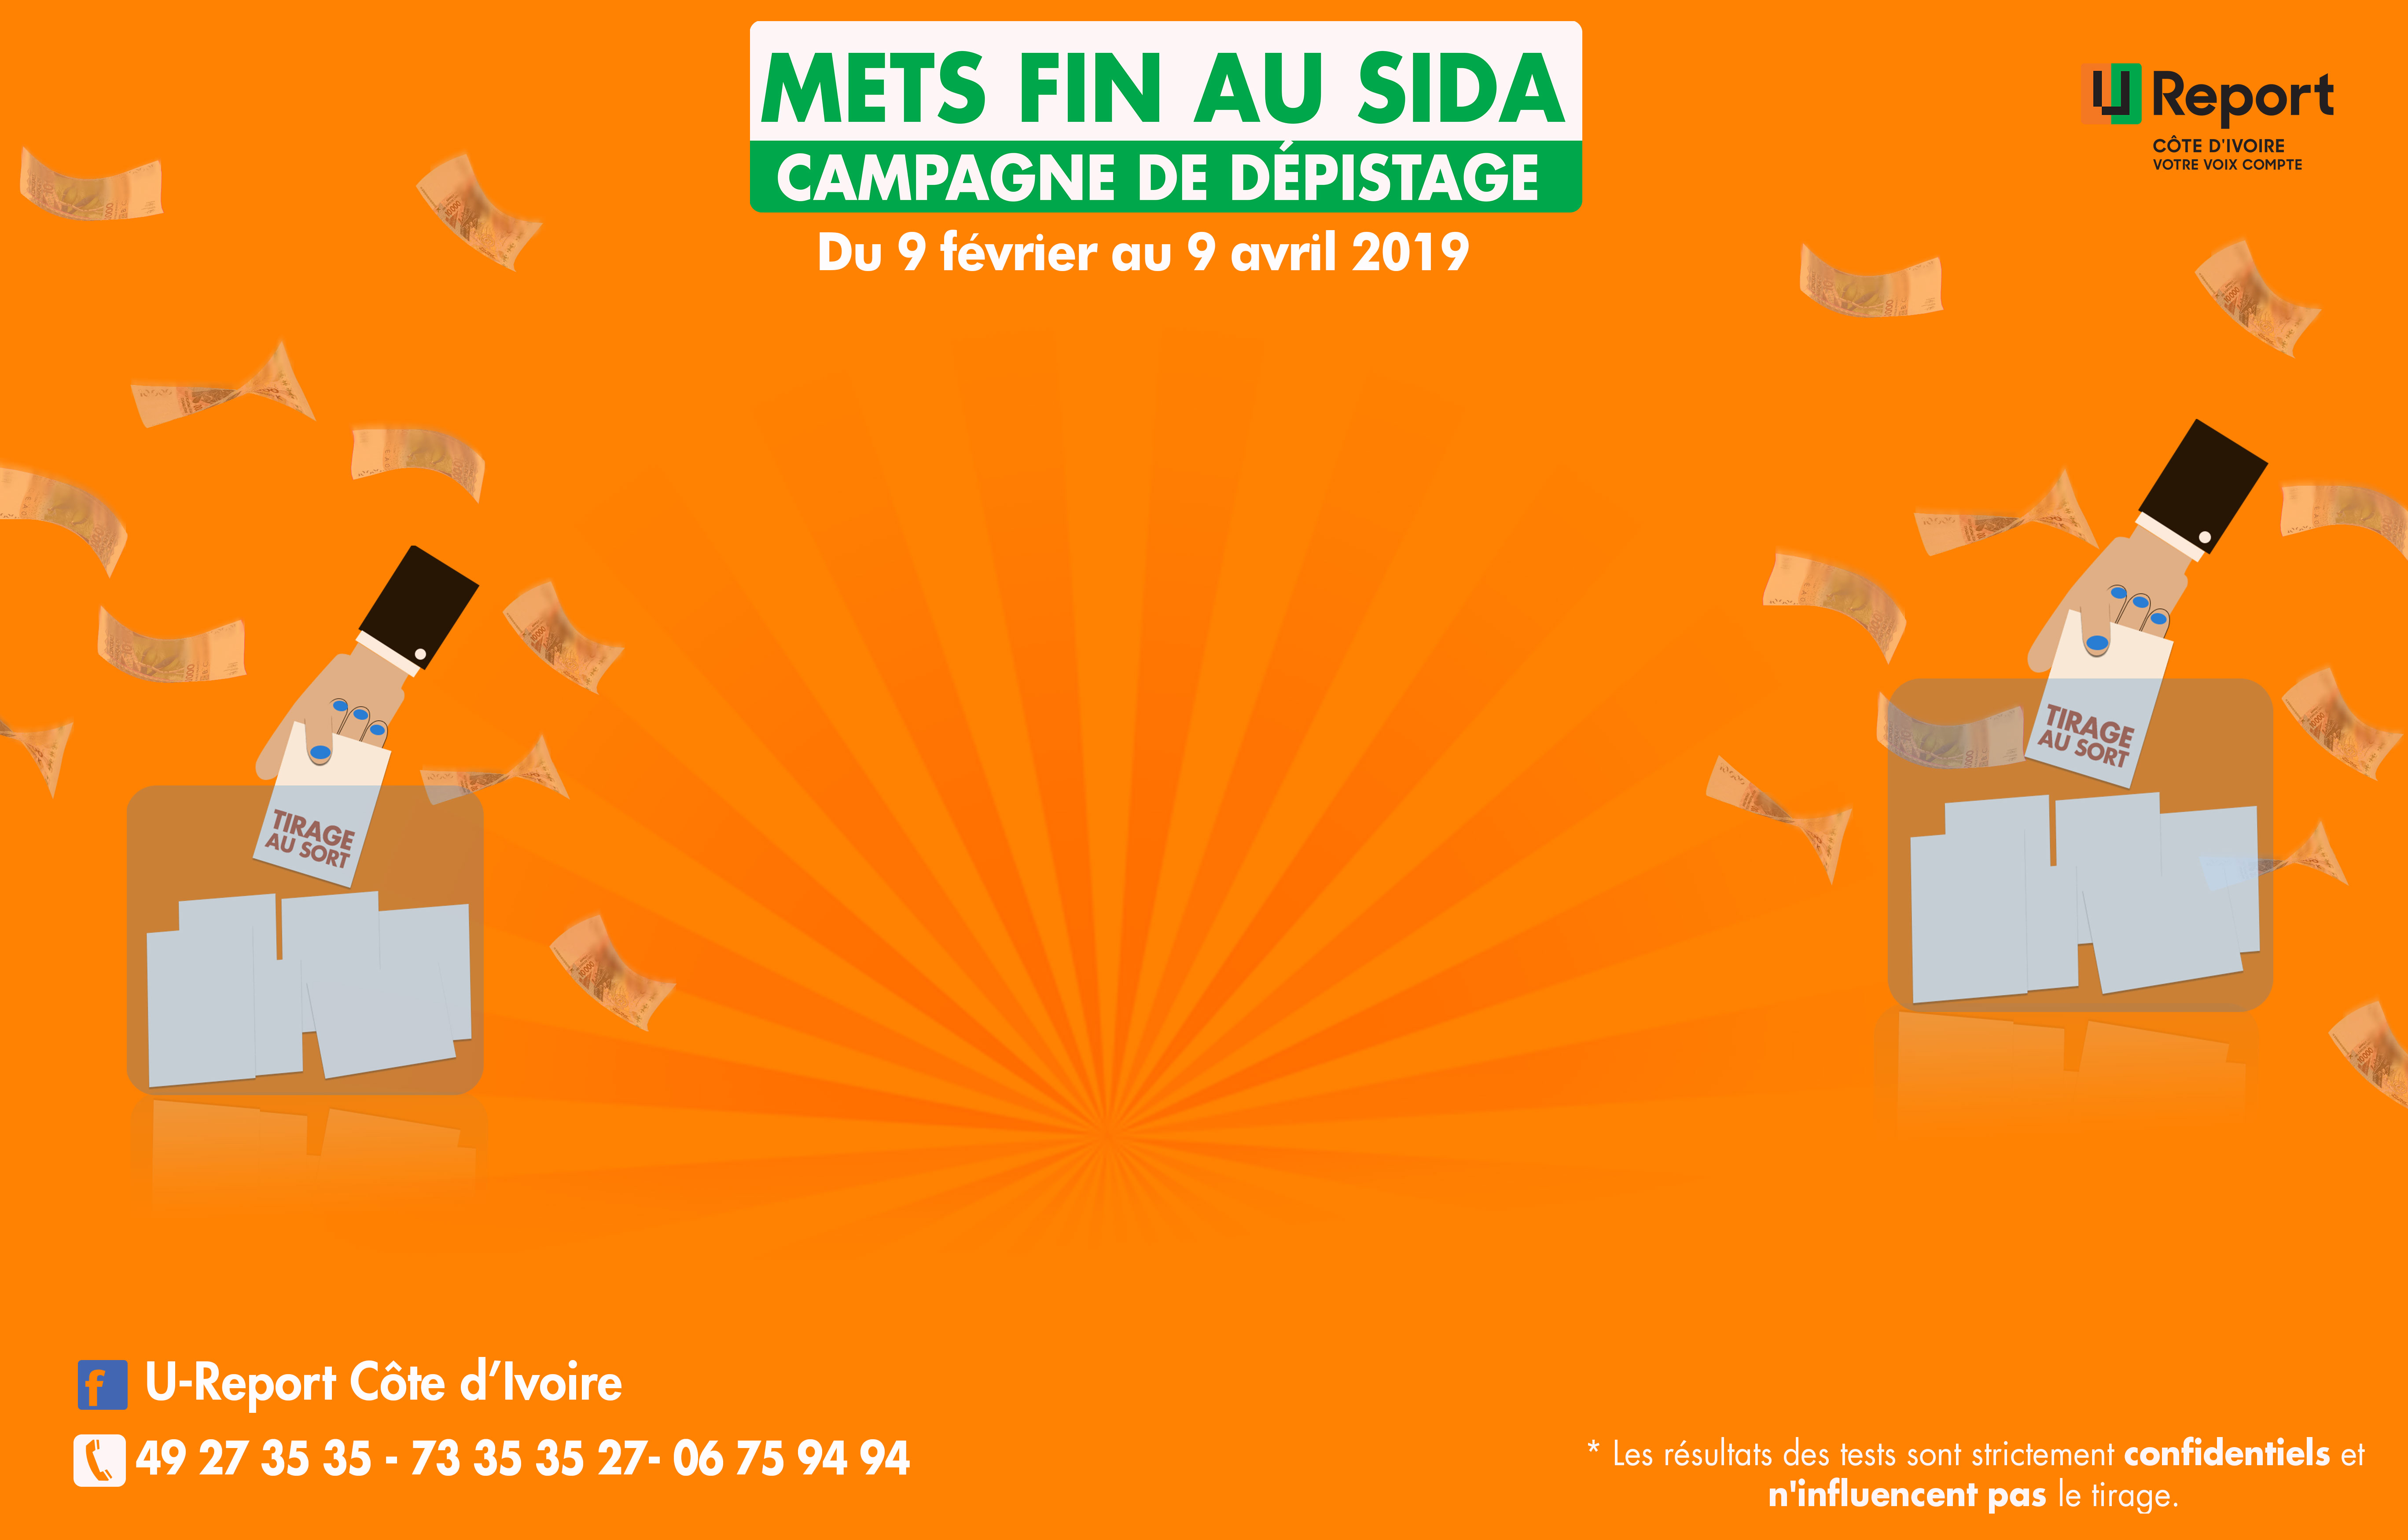 METS FIN AU SIDA
CAMPAGNE DE DÉPISTAGE
Du 9 février au 9 avril 2019
U Report
CÔTE D'IVOIRE
VOTRE VOIX COMPTE
TIRAGE
AU SORT
TIRAGE
AU SORT
U-Report Côte d’Ivoire
49 27 35 35 - 73 35 35 27- 06 75 94 94
* Les résultats des tests sont strictement confidentiels et
n'influencent pas le tirage.